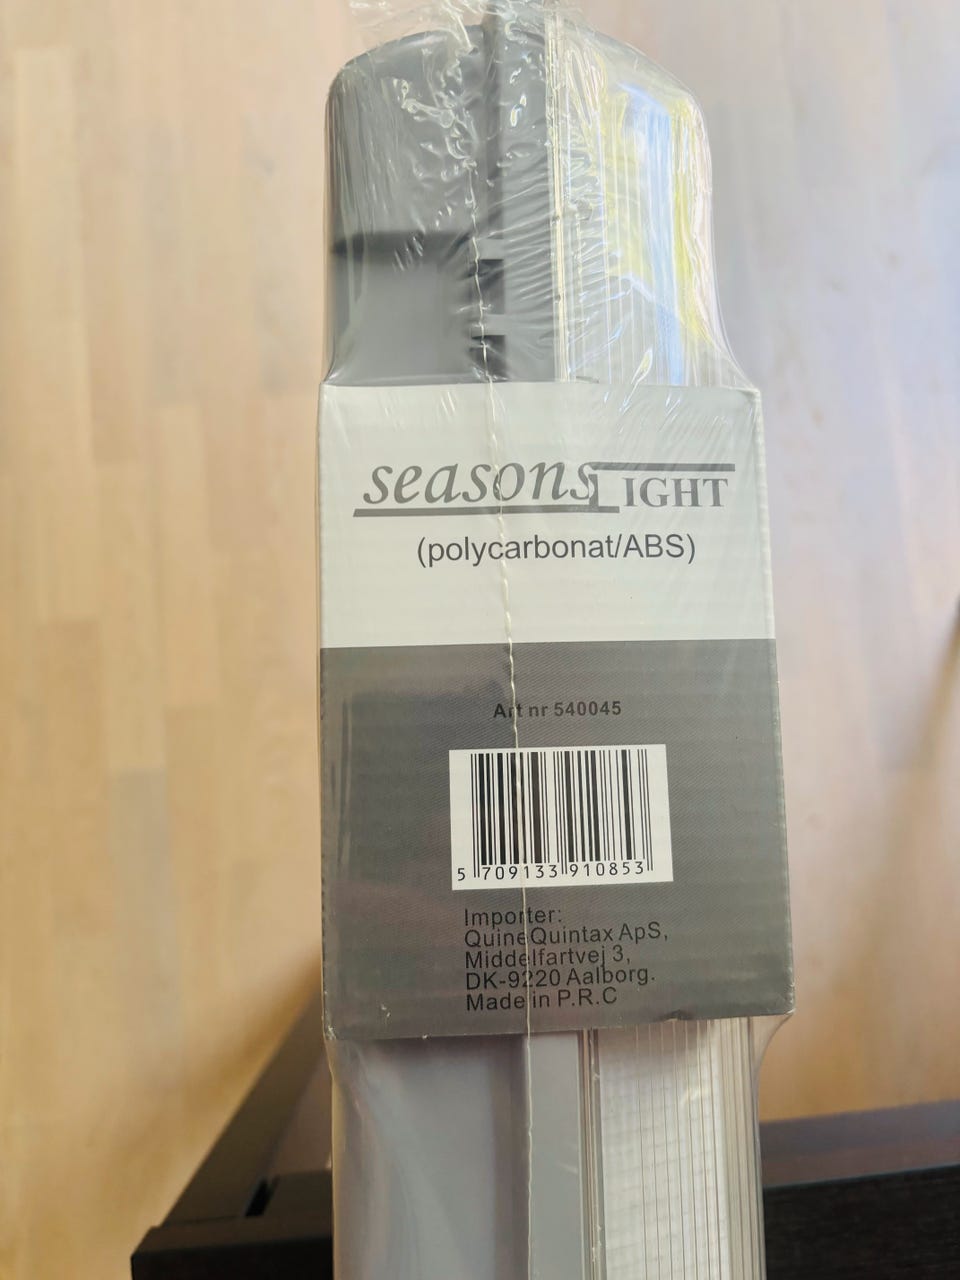 seasonsLIGHT
(polycarbonat/ABS)
Art nr 540045
5 709133 910853
Importer:
QuineQuintax ApS,
Middelfartvej 3,
DK-9220 Aalborg.
Made in P.R.C